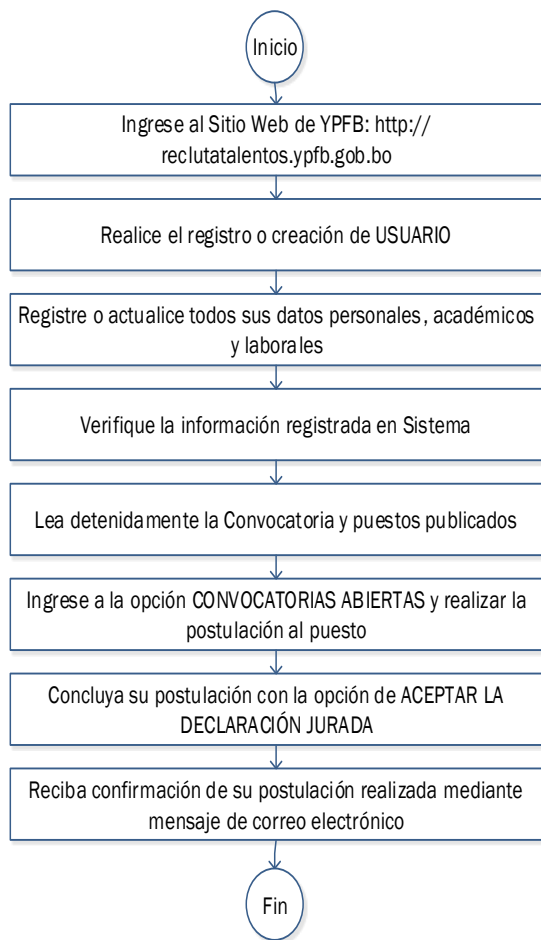 Inicio
Ingrese al Sitio Web de YPFB: http://
reclutatalentos.ypfb.gob.bo
Realice el registro o creación de USUARIO
Registre o actualice todos sus datos personales, académicos
y laborales
Verifique la información registrada en Sistema
Lea detenidamente la Convocatoria y puestos publicados
Ingrese a la opción CONVOCATORIAS ABIERTAS y realizar la
postulación al puesto
Concluya su postulación con la opción de ACEPTAR LA
DECLARACIÓN JURADA
Reciba confirmación de su postulación realizada mediante
mensaje de correo electrónico
Fin